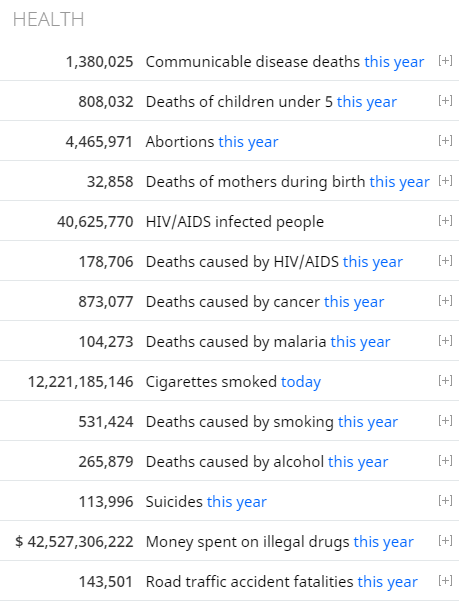 HEALTH
1,380,025 Communicable disease deaths this year [+]
808,032 Deaths of children under 5 this year [+]
4,465,971 Abortions this year [+]
32,858 Deaths of mothers during birth this year [+]
40,625,770 HIV/AIDS infected people [+]
178,706 Deaths caused by HIV/AIDS this year [+]
873,077 Deaths caused by cancer this year [+]
104,273 Deaths caused by malaria this year [+]
12,221,185,146 Cigarettes smoked today [+]
531,424 Deaths caused by smoking this year [+]
265,879 Deaths caused by alcohol this year [+]
113,996 Suicides this year [+]
$ 42,527,306,222 Money spent on illegal drugs this year [+]
143,501 Road traffic accident fatalities this year [+]